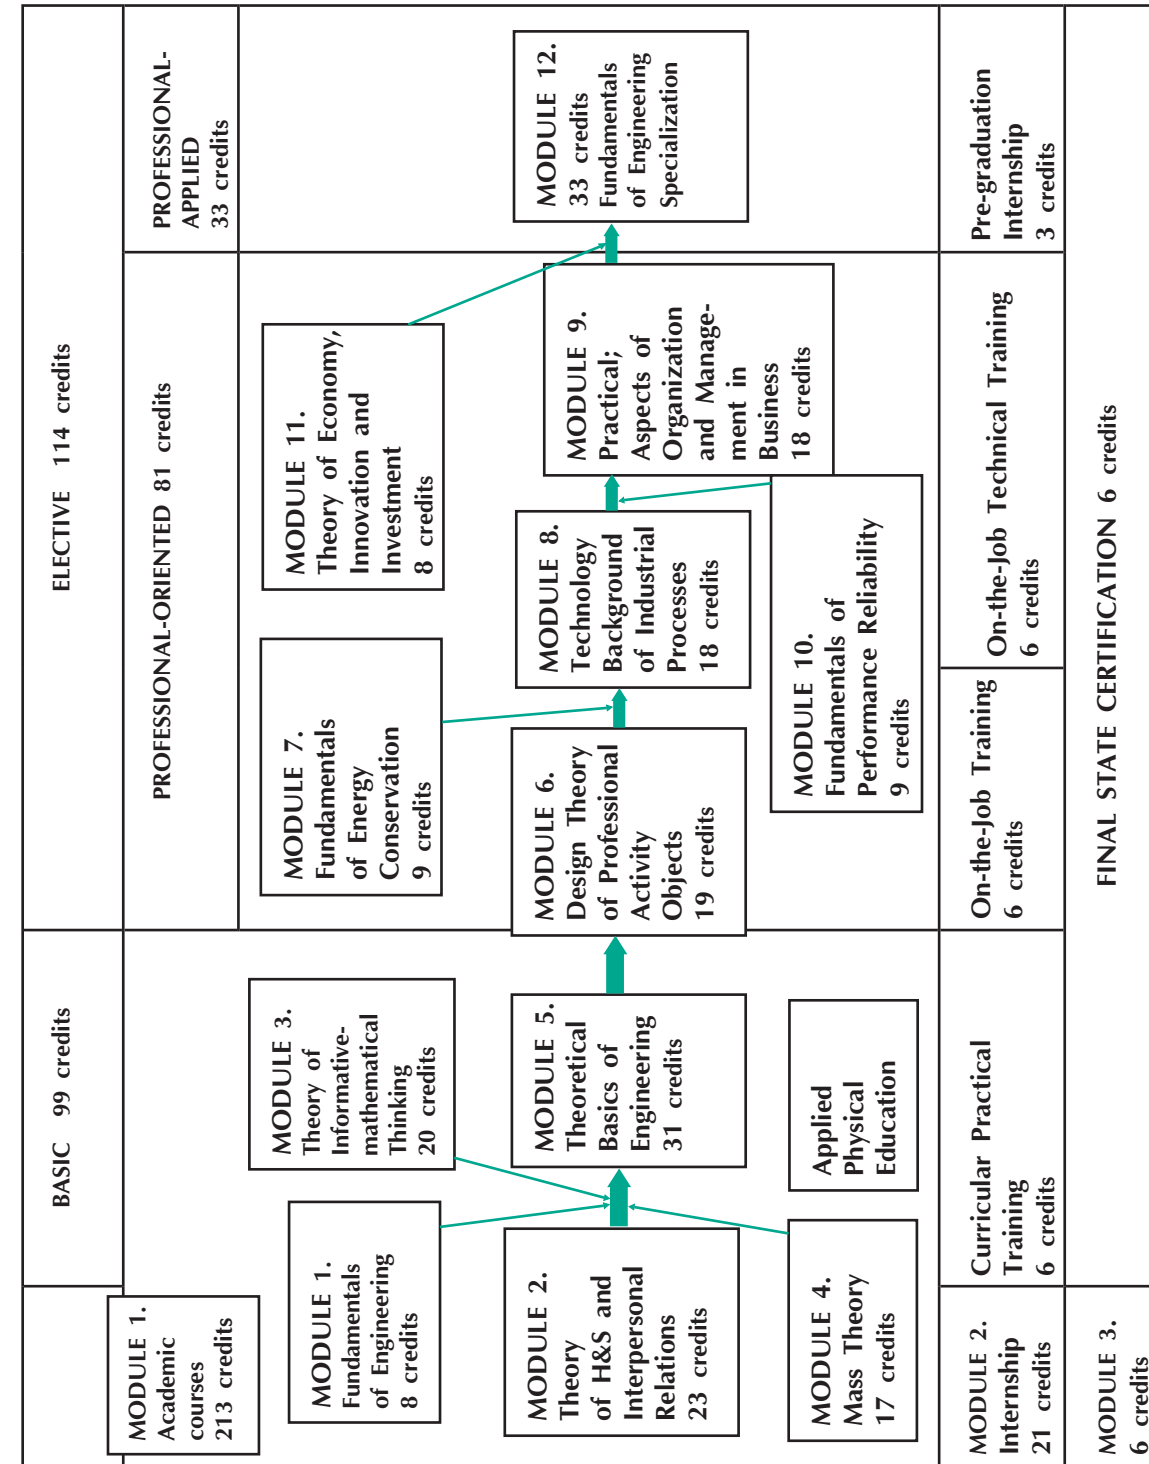 BASIC 99 credits
ELECTIVE 114 credits
MODULE 1.
Academic
courses
213 credits
PROFESSIONAL-ORIENTED 81 credits
PROFESSIONAL-
APPLIED
33 credits
MODULE 1.
Fundamentals
of Engineering
8 credits
MODULE 3.
Theory of
Informative-
mathematical
Thinking
20 credits
MODULE 7.
Fundamentals
of Energy
Conservation
9 credits
MODULE 11.
Theory of Economy,
Innovation and
Investment
8 credits
MODULE 2.
Theory
of H&S and
Interpersonal
Relations
23 credits
MODULE 5.
Theoretical
Basics of
Engineering
31 credits
MODULE 6.
Design Theory
of Professional
Activity
Objects
19 credits
MODULE 8.
Technology
Background
of Industrial
Processes
18 credits
MODULE 9.
Practical;
Aspects of
Organization
and Manage-
ment in
Business
18 credits
MODULE 12.
33 credits
Fundamentals
of Engineering
Specialization
MODULE 4.
Mass Theory
17 credits
Applied
Physical
Education
MODULE 10.
Fundamentals of
Performance Reliability
9 credits
MODULE 2.
Internship
21 credits
Curricular Practical
Training
6 credits
On-the-Job Training
6 credits
On-the-Job Technical Training
6 credits
Pre-graduation
Internship
3 credits
MODULE 3.
6 credits
FINAL STATE CERTIFICATION 6 credits